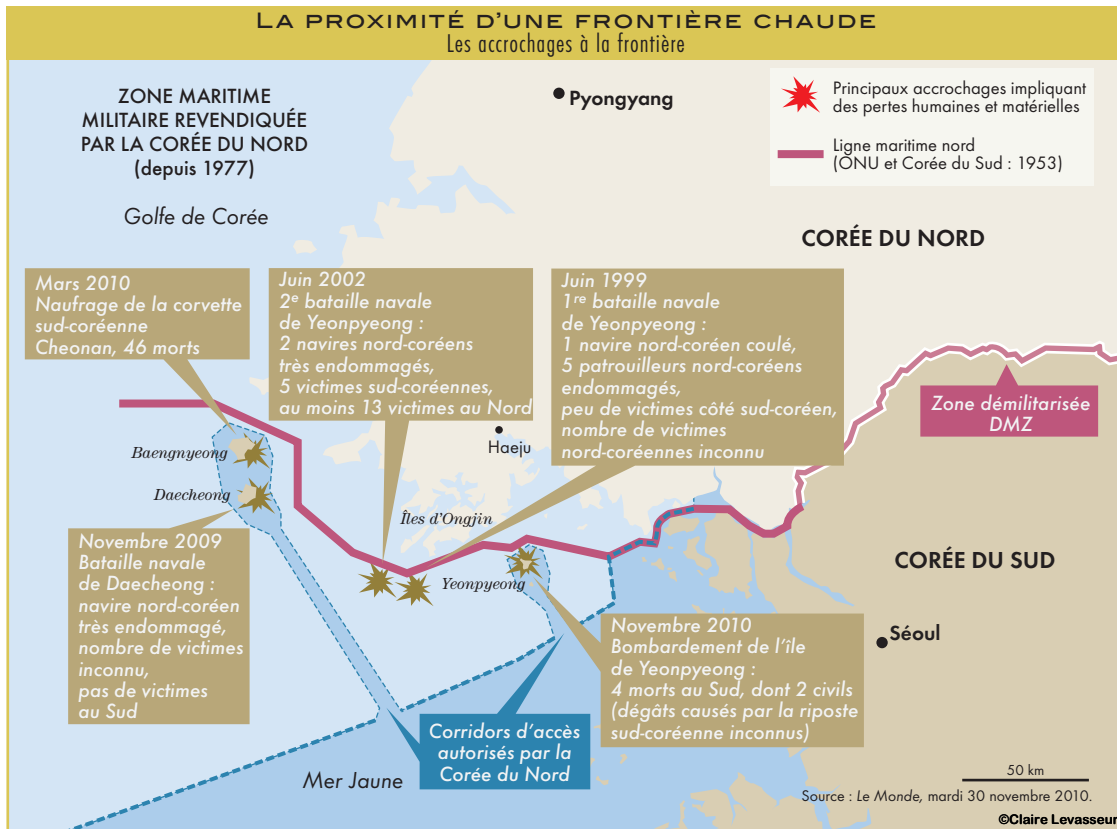 LA PROXIMITÉ D'UNE FRONTIÈRE CHAUDE
Les accrochages à la frontière
ZONE MARITIME
MILITAIRE REVENDIQUÉE
PAR LA CORÉE DU NORD
(depuis 1977)
Golfe de Corée
Pyongyang
Principaux accrochages impliquant
des pertes humaines et matérielles
Ligne maritime nord
(ONU et Corée du Sud : 1953)
CORÉE DU NORD
Mars 2010
Naufrage de la corvette
sud-coréenne
Cheonan, 46 morts
Juin 2002
2e bataille navale
de Yeonpyeong :
2 navires nord-coréens
très endommagés,
5 victimes sud-coréennes,
au moins 13 victimes au Nord
Juin 1999
1re bataille navale
de Yeonpyeong :
1 navire nord-coréen coulé,
5 patrouilleurs nord-coréens
endommagés,
peu de victimes côté sud-coréen,
nombre de victimes
nord-coréennes inconnu
Zone démilitarisée
DMZ
Haeju
Baengnyeong
Daecheong
Îles d'Ongjin
Yeonpyeong
CORÉE DU SUD
Séoul
Novembre 2009
Bataille navale
de Daecheong :
navire nord-coréen
très endommagé,
nombre de victimes
inconnu,
pas de victimes
au Sud
Novembre 2010
Bombardement de l'île
de Yeonpyeong :
4 morts au Sud, dont 2 civils
(dégâts causés par la riposte
sud-coréenne inconnus)
Corridors d'accès
autorisés par la
Corée du Nord
Mer Jaune
50 km
Source : Le Monde, mardi 30 novembre 2010.
©Claire Levasseur